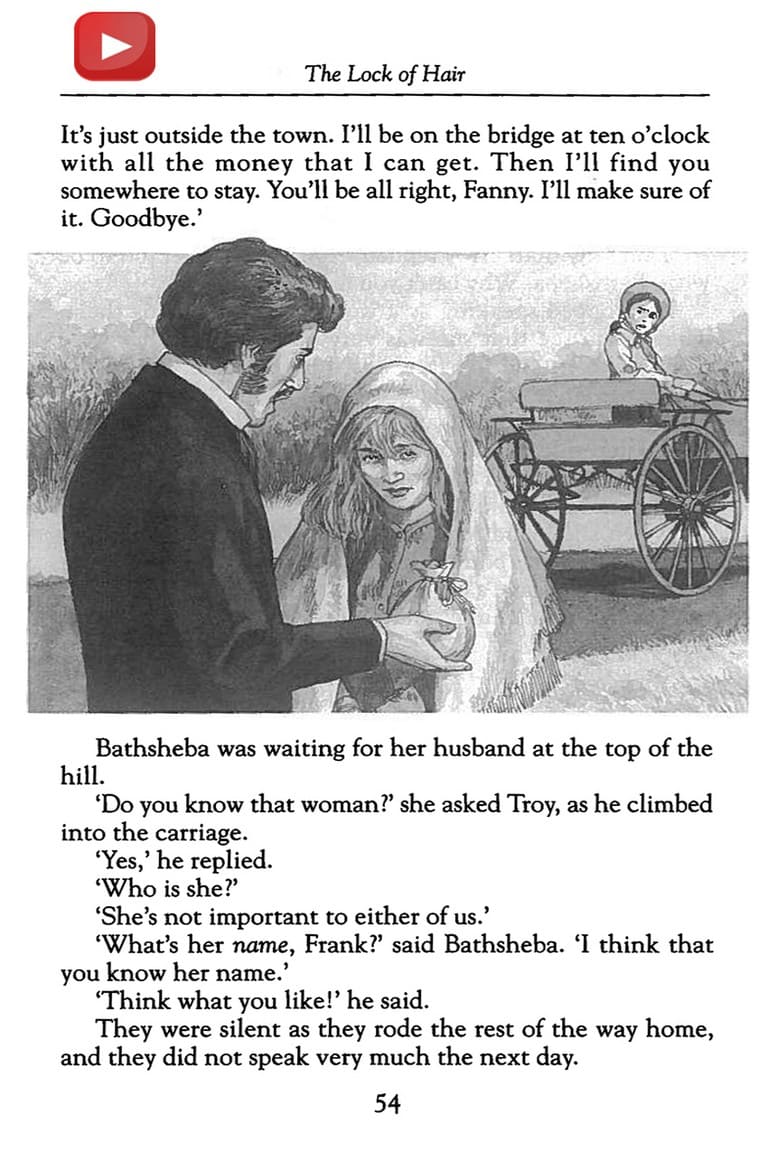 The Lock of Hair
It's just outside the town. I'll be on the bridge at ten o'clock
with all the money that I can get. Then I'll find you
somewhere to stay. You'll be all right, Fanny. I'll make sure of
it. Goodbye.'
Bathsheba was waiting for her husband at the top of the
hill.
'Do you know that woman?' she asked Troy, as he climbed
into the carriage.
'Yes,' he replied.
'Who is she?'
'She's not important to either of us.'
'What's her name, Frank?' said Bathsheba. 'I think that
you know her name.'
'Think what you like!' he said.
They were silent as they rode the rest of the way home,
and they did not speak very much the next day.
54